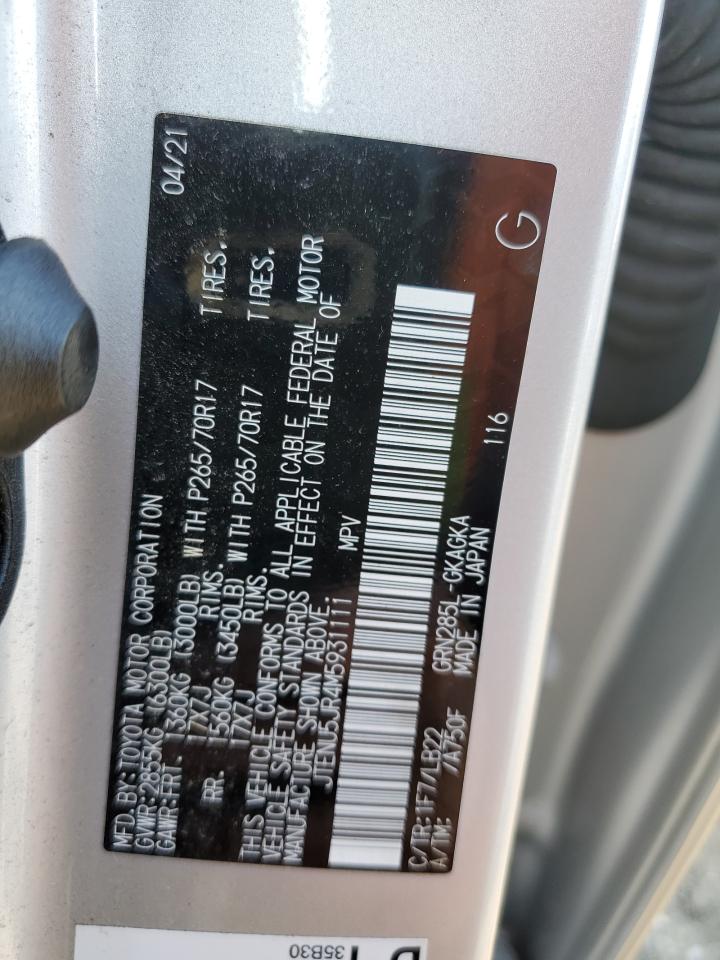 MFD. BY:TOYOTA MOTOR CORPORATION 04/21
GVWR:2855KG (6300LB)
GAWR:FRT. 1360KG (3000LB) WITH P265/70R17 TIRES.
17X7J RIMS.
RR. 1560KG (3450LB) WITH P265/70R17 TIRES.
17X7J RIMS.
THIS VEHICLE CONFORMS TO ALL APPLICABLE FEDERAL MOTOR
VEHICLE SAFETY STANDARDS IN EFFECT ON THE DATE OF
MANUFACTURE SHOWN ABOVE.
JTENU5JR4M5931111 MPV
C/TR:1F7/LB22 GRN285L-GKAGKA 116 G
A/TM: /A750F MADE IN JAPAN
35B30